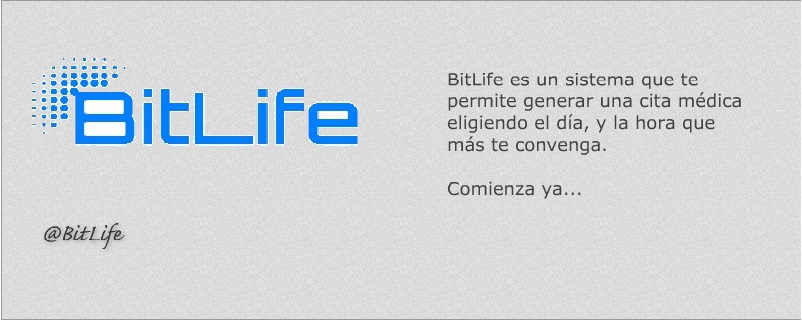 BitLife
BitLife es un sistema que te
permite generar una cita médica
eligiendo el día, y la hora que
más te convenga.
Comienza ya...
@BitLife